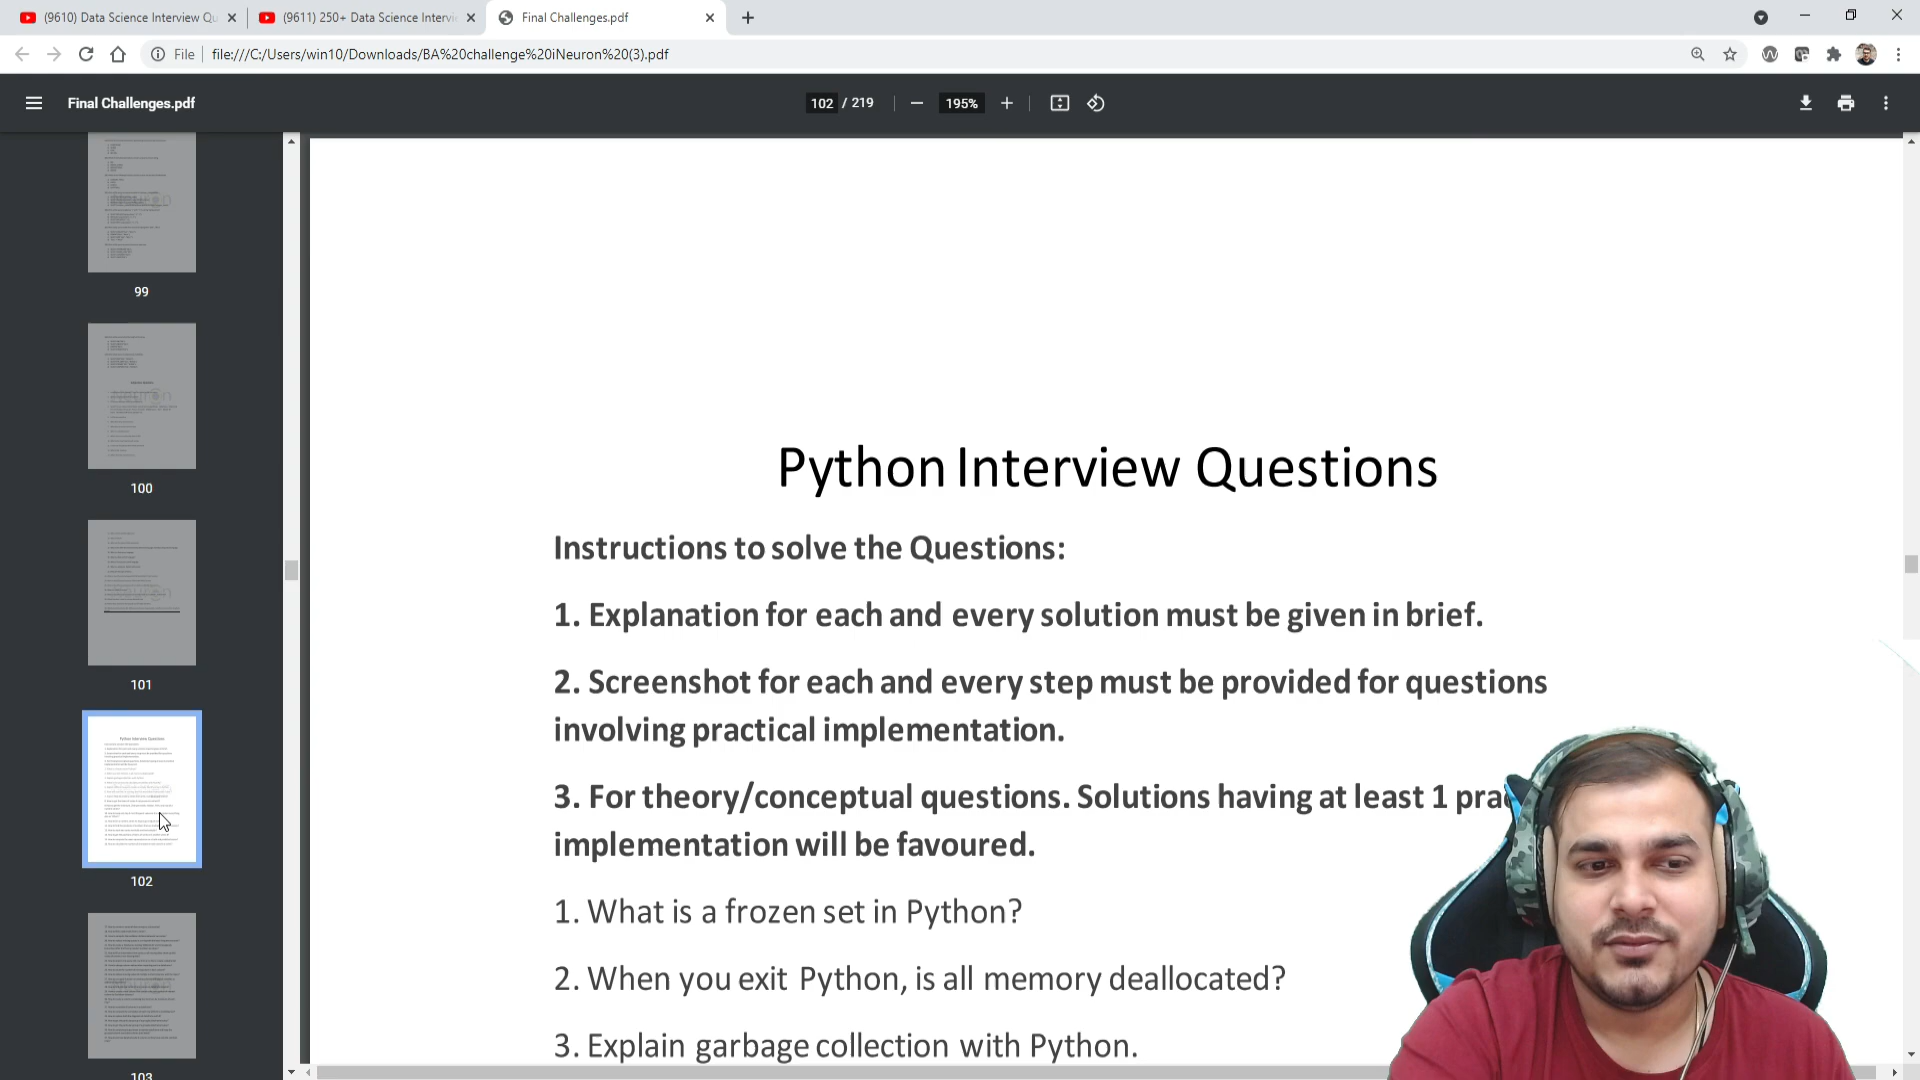 (9610) Data Science Interview Qu
(9611) 250+ Data Science Intervie
Final Challenges.pdf
File
file:///C:/Users/win10/Downloads/BA%20challenge%20iNeuron%20(3).pdf
Final Challenges.pdf
102 / 219
195%
99
100
101
Python Interview Questions
102
103
Python Interview Questions
Instructions to solve the Questions:
1. Explanation for each and every solution must be given in brief.
2. Screenshot for each and every step must be provided for questions
involving practical implementation.
3. For theory/conceptual questions. Solutions having at least 1 prac
implementation will be favoured.
1. What is a frozen set in Python?
2. When you exit Python, is all memory deallocated?
3. Explain garbage collection with Python.